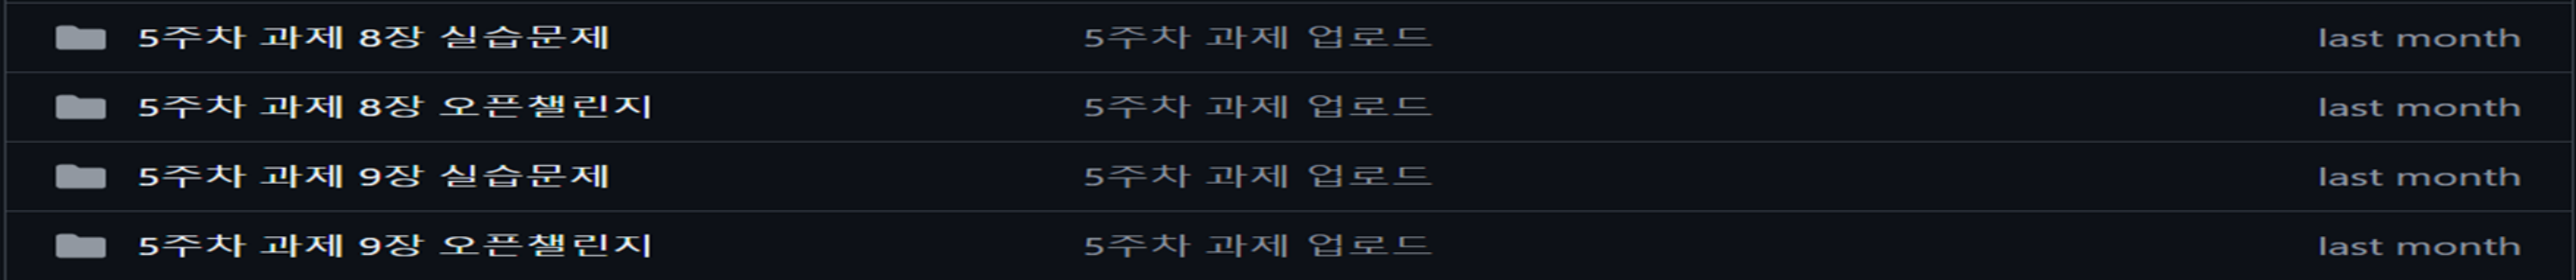 5주차 과제 8장 실습문제 5주차 과제 업로드 last month
5주차 과제 8장 오픈챌린지 5주차 과제 업로드 last month
5주차 과제 9장 실습문제 5주차 과제 업로드 last month
5주차 과제 9장 오픈챌린지 5주차 과제 업로드 last month